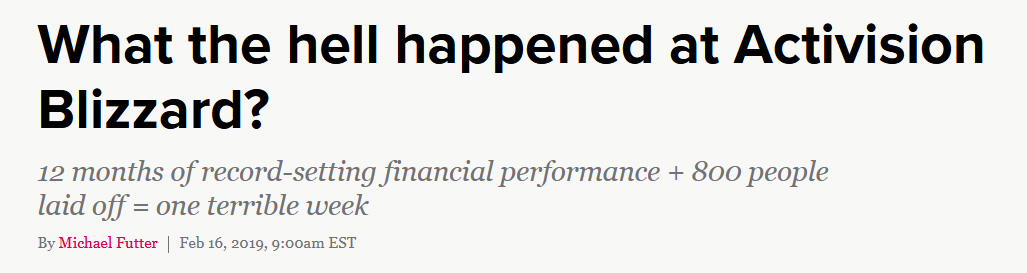 What the hell happened at Activision
Blizzard?
12 months of record-setting financial performance + 800 people
laid off = one terrible week
By Michael Futter | Feb 16, 2019, 9:00am EST